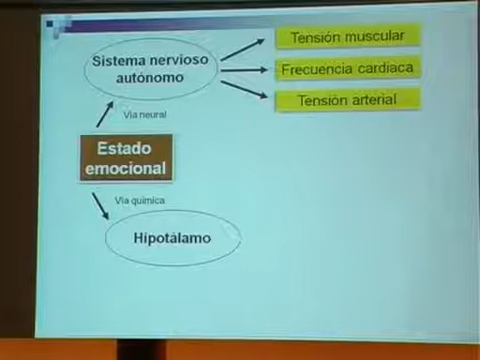 Sistema nervioso
autónomo
Tensión muscular
Frecuencia cardiaca
Tensión arterial
Vía neural
Estado
emocional
Vía química
Hipotálamo